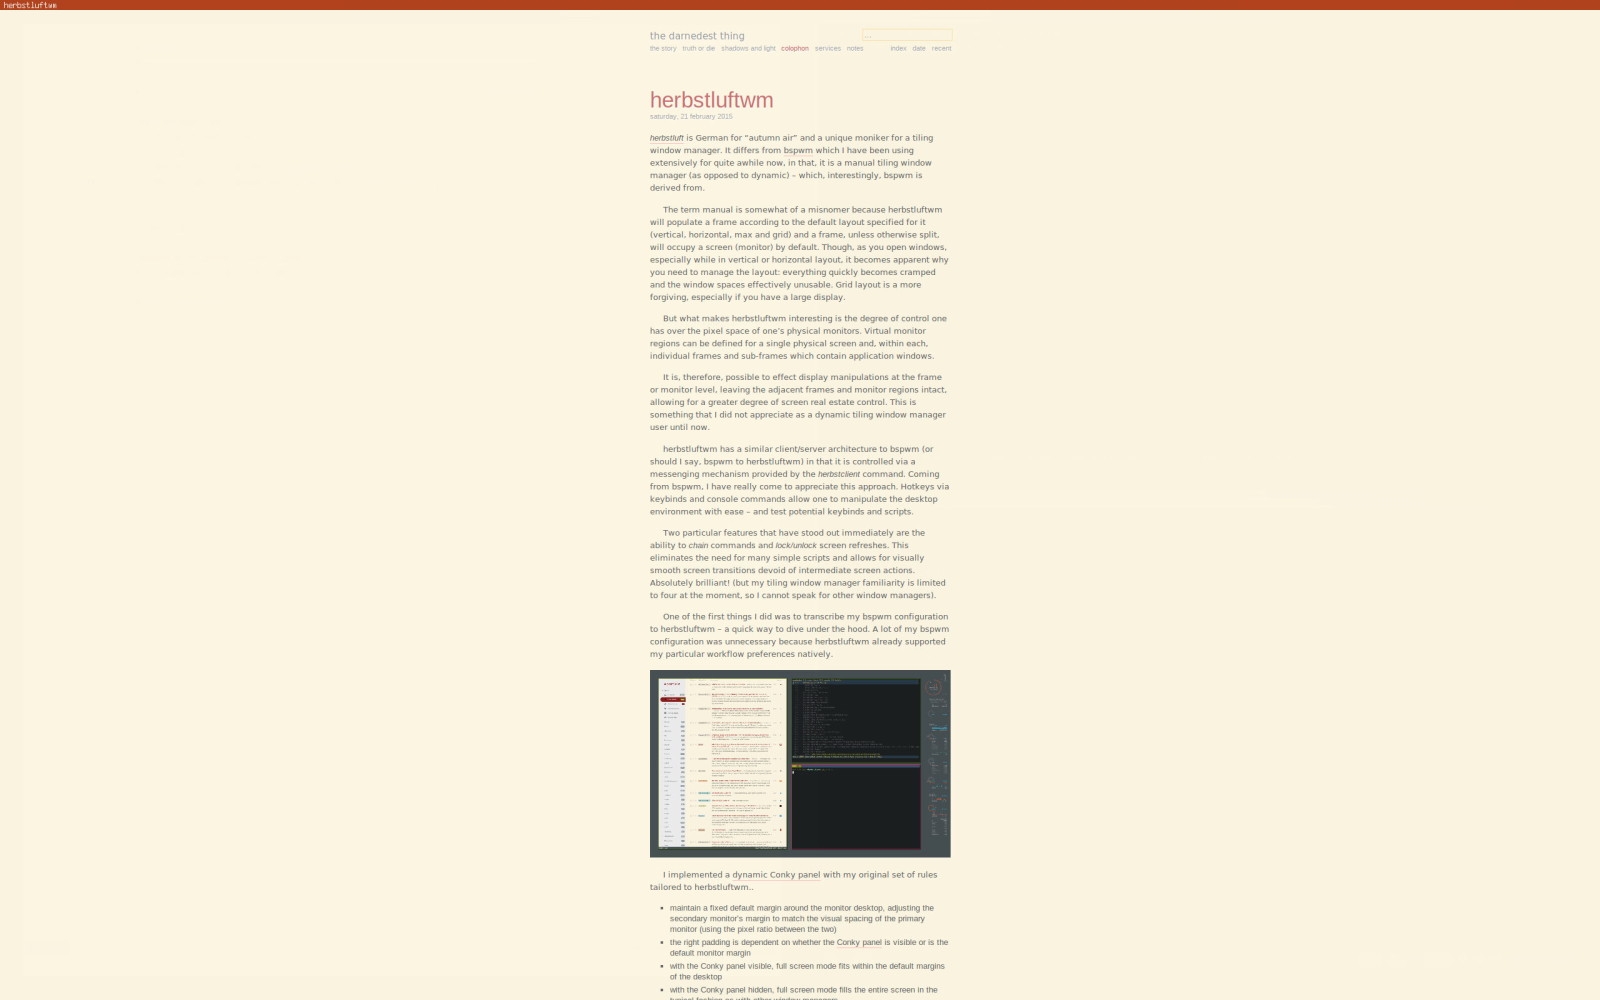 herbstluftwm
the darnedest thing
the story truth or die shadows and light colophon services notes index date recent
herbstluftwm
saturday, 21 february 2015
herbstluft is German for “autumn air” and a unique moniker for a tiling
window manager. It differs from bspwm which I have been using
extensively for quite awhile now, in that, it is a manual tiling window
manager (as opposed to dynamic) – which, interestingly, bspwm is
derived from.
The term manual is somewhat of a misnomer because herbstluftwm
will populate a frame according to the default layout specified for it
(vertical, horizontal, max and grid) and a frame, unless otherwise split,
will occupy a screen (monitor) by default. Though, as you open windows,
especially while in vertical or horizontal layout, it becomes apparent why
you need to manage the layout: everything quickly becomes cramped
and the window spaces effectively unusable. Grid layout is a more
forgiving, especially if you have a large display.
But what makes herbstluftwm interesting is the degree of control one
has over the pixel space of one’s physical monitors. Virtual monitor
regions can be defined for a single physical screen and, within each,
individual frames and sub-frames which contain application windows.
It is, therefore, possible to effect display manipulations at the frame
or monitor level, leaving the adjacent frames and monitor regions intact,
allowing for a greater degree of screen real estate control. This is
something that I did not appreciate as a dynamic tiling window manager
user until now.
herbstluftwm has a similar client/server architecture to bspwm (or
should I say, bspwm to herbstluftwm) in that it is controlled via a
messenging mechanism provided by the herbstclient command. Coming
from bspwm, I have really come to appreciate this approach. Hotkeys via
keybinds and console commands allow one to manipulate the desktop
environment with ease – and test potential keybinds and scripts.
Two particular features that have stood out immediately are the
ability to chain commands and lock/unlock screen refreshes. This
eliminates the need for many simple scripts and allows for visually
smooth screen transitions devoid of intermediate screen actions.
Absolutely brilliant! (but my tiling window manager familiarity is limited
to four at the moment, so I cannot speak for other window managers).
One of the first things I did was to transcribe my bspwm configuration
to herbstluftwm – a quick way to dive under the hood. A lot of my bspwm
configuration was unnecessary because herbstluftwm already supported
my particular workflow preferences natively.
I implemented a dynamic Conky panel with my original set of rules
tailored to herbstluftwm..
maintain a fixed default margin around the monitor desktop, adjusting the
secondary monitor’s margin to match the visual spacing of the primary
monitor (using the pixel ratio between the two)
the right padding is dependent on whether the Conky panel is visible or is the
default monitor margin
with the Conky panel visible, full screen mode fits within the default margins
of the desktop
with the Conky panel hidden, full screen mode fills the entire screen in the
typical fashion as with other window managers